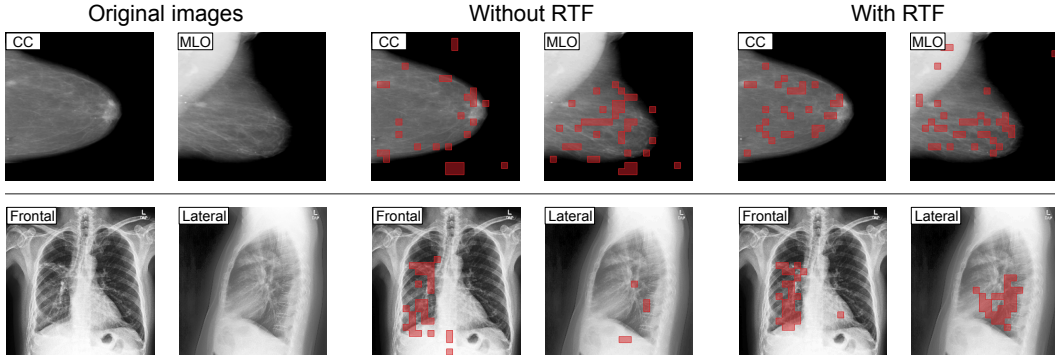 Original images
Without RTF
With RTF
CC
MLO
CC
MLO
CC
MLO
Frontal
Lateral
Frontal
Lateral
Frontal
Lateral
L
L
L
L
L
L